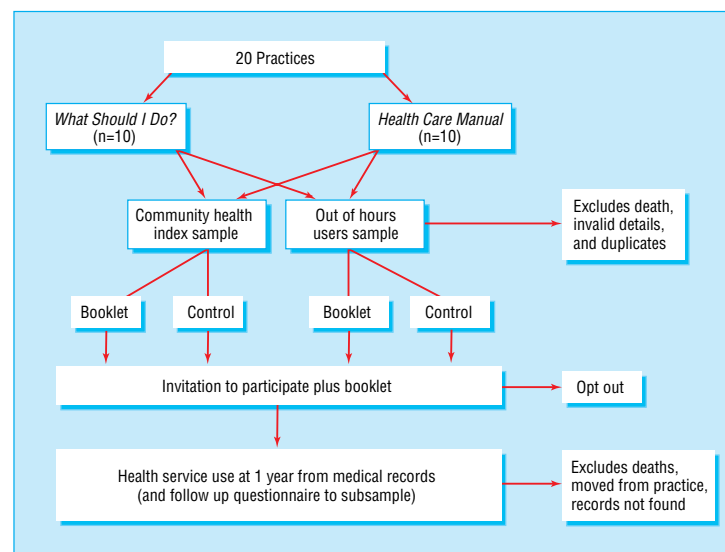 20 Practices
What Should I Do?
(n=10)
Health Care Manual
(n=10)
Community health
index sample
Out of hours
users sample
Excludes death,
invalid details,
and duplicates
Booklet
Control
Booklet
Control
Invitation to participate plus booklet
Opt out
Health service use at 1 year from medical records
(and follow up questionnaire to subsample)
Excludes deaths,
moved from practice,
records not found